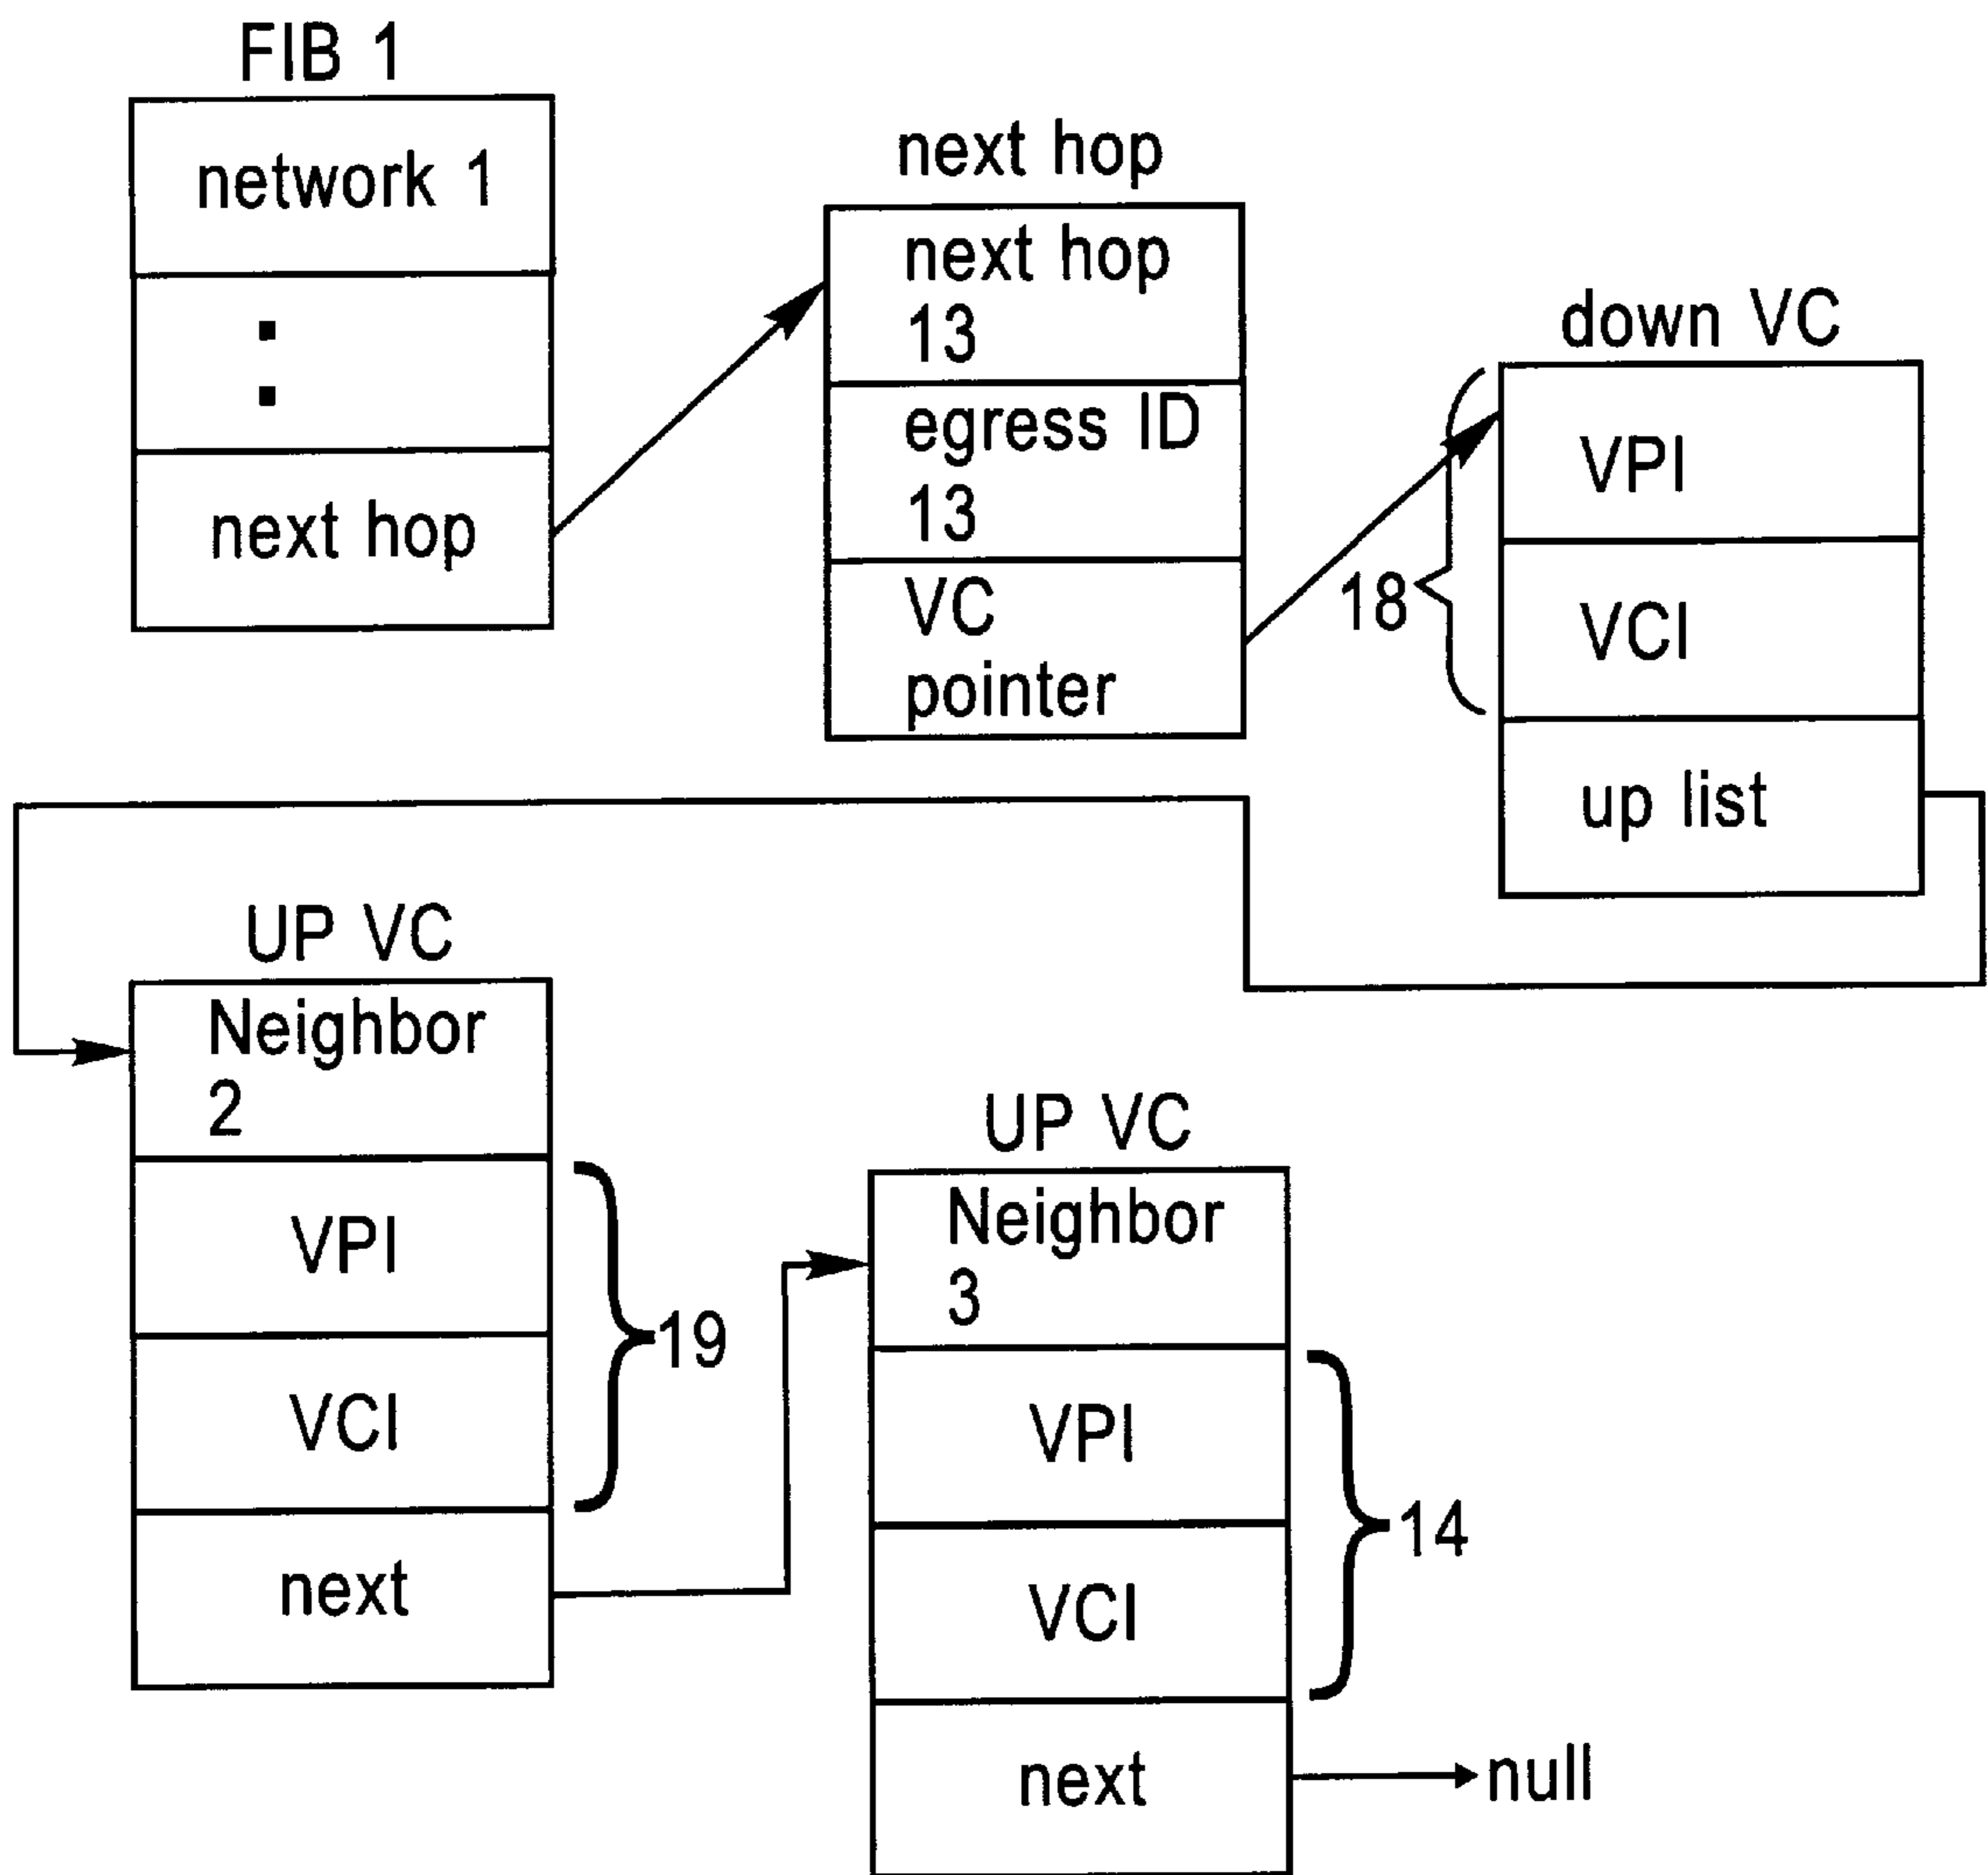 FIB 1
network 1
:
next hop
next hop
next hop
13
egress ID
13
VC
pointer
down VC
VPI
18
VCI
up list
UP VC
Neighbor
2
VPI
19
VCI
next
UP VC
Neighbor
3
VPI
14
VCI
next
null